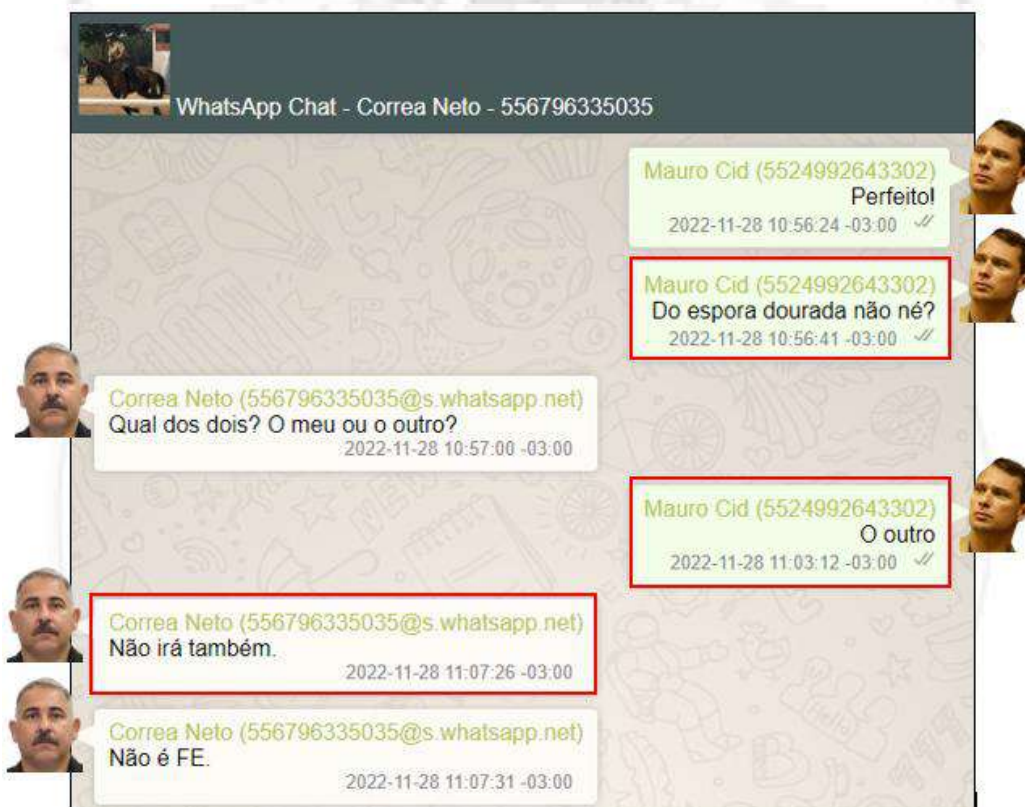 WhatsApp Chat - Correa Neto - 556796335035
Mauro Cid (5524992643302)
Perfeito!
2022-11-28 10:56:24 -03:00
Mauro Cid (5524992643302)
Do espora dourada não né?
2022-11-28 10:56:41 -03:00
Correa Neto (556796335035@s.whatsapp.net)
Qual dos dois? O meu ou o outro?
2022-11-28 10:57:00 -03:00
Mauro Cid (5524992643302)
O outro
2022-11-28 11:03:12 -03:00
Correa Neto (556796335035@s.whatsapp.net)
Não irá também.
2022-11-28 11:07:26 -03:00
Correa Neto (556796335035@s.whatsapp.net)
Não é FE.
2022-11-28 11:07:31 -03:00